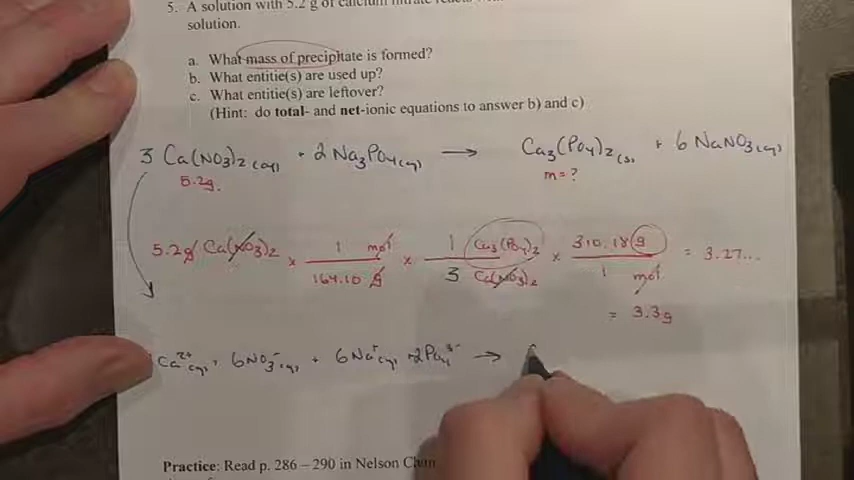 5. A solution with 5.2 g of calcium nitrate reacts
solution.
a. What mass of precipitate is formed?
b. What entitie(s) are used up?
c. What entitie(s) are leftover?
(Hint: do total- and net-ionic equations to answer b) and c)
3 Ca(NO3)2(aq) + 2 Na3PO4(aq) → Ca3(PO4)2(s) + 6 NaNO3(aq)
5.2g. m = ?
5.2g Ca(NO3)2 × 1 mol / 164.10 g × 1 Ca3(PO4)2 / 3 Ca(NO3)2 × 310.18 g / 1 mol = 3.27...
= 3.3g
Ca2+(aq) + 6NO3-(aq) + 6Na+(aq) + 2PO43- →
Practice: Read p. 286 – 290 in Nelson